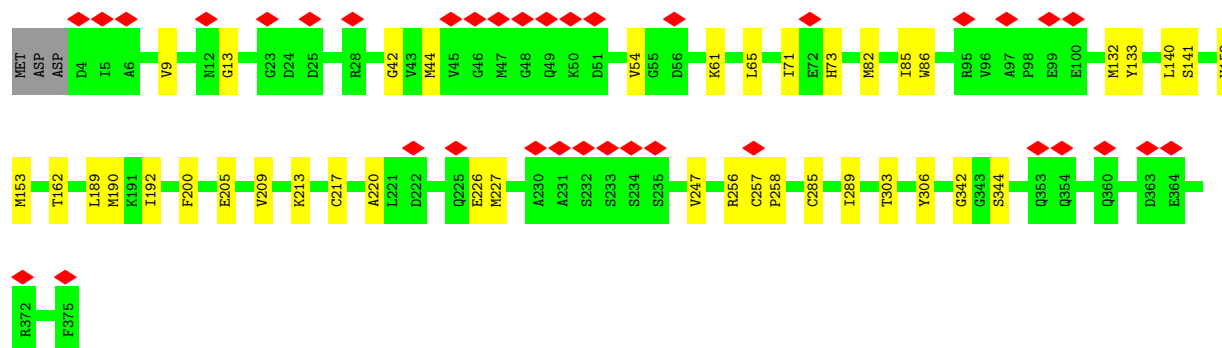 MET ASP ASP D4 I5 A6 V9 N12 G13 G23 D24 D25 R28 G42 V43 M44 V45 G46 M47 G48 Q49 K50 D51 V54 G55 D56 K61 L65 I71 E72 H73 M82 I85 W86 R95 V96 A97 P98 E99 E100 M132 Y133 L140 S141
M153 T162 L189 M190 K191 I192 F200 E205 V209 K213 C217 A220 L221 D222 Q225 E226 M227 A230 A231 S232 S233 S234 S235 V247 R256 C257 P258 C285 I289 T303 Y306 G342 G343 S344 Q353 Q354 Q360 D363 E364
R372 F375